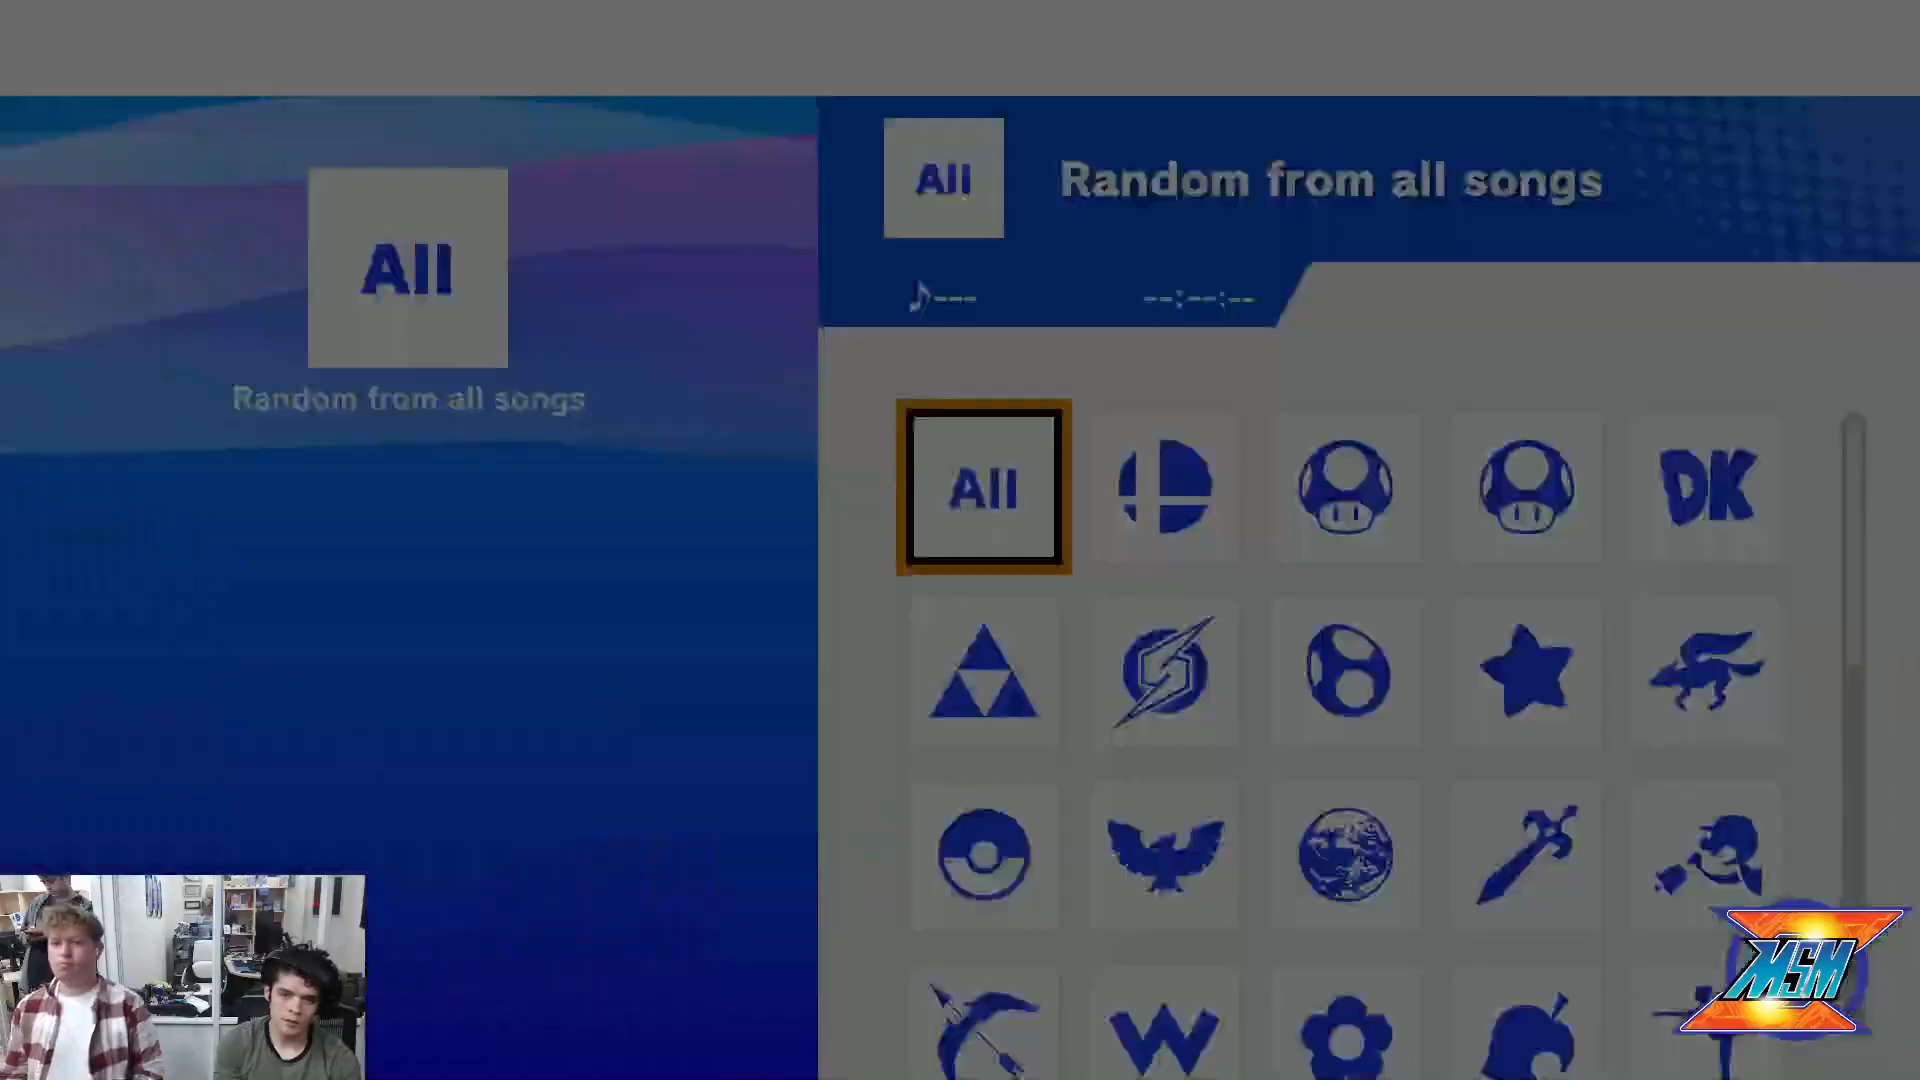 All
Random from all songs
All
Random from all songs
♪--- --:--:--
All
DK
W
MSM